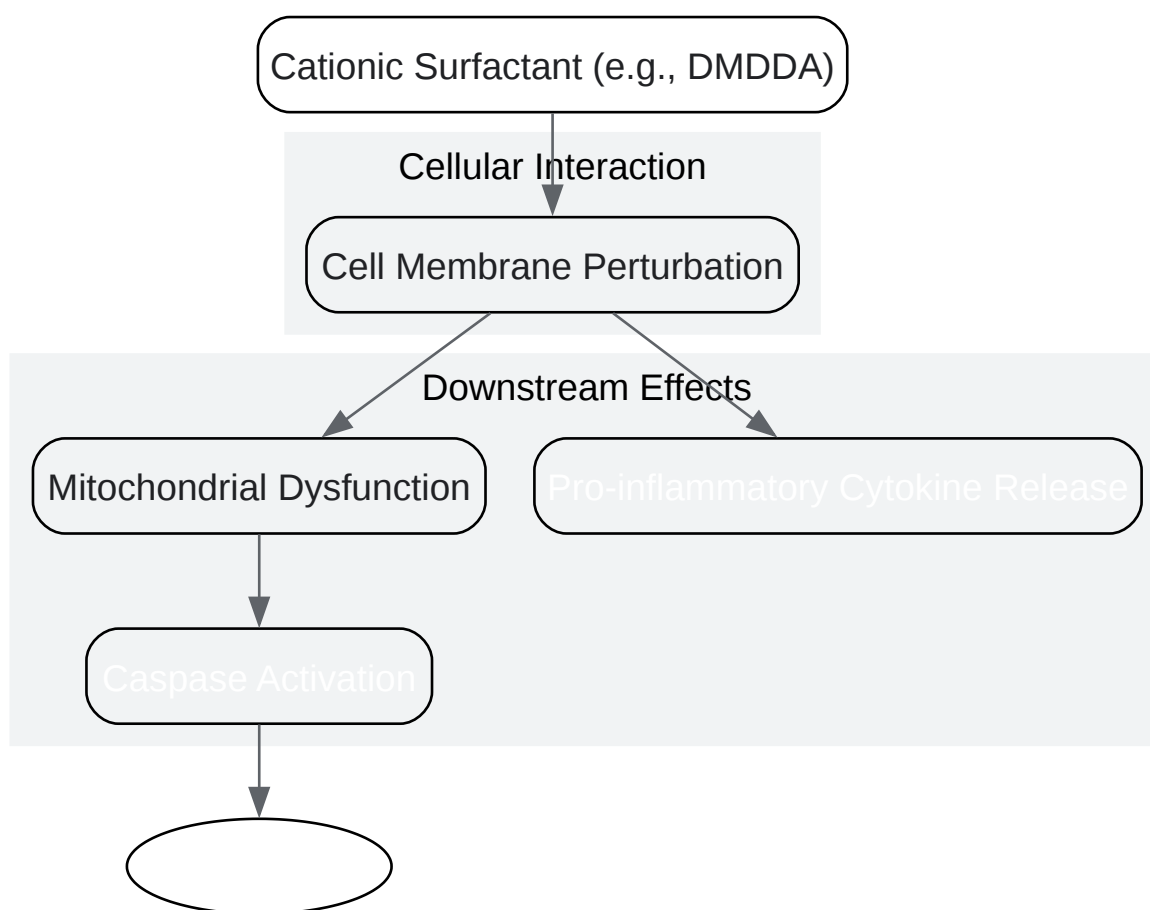 Cationic Surfactant (e.g., DMDDA)
Cellular Interaction
Cell Membrane Perturbation
Downstream Effects
Mitochondrial Dysfunction
Pro-inflammatory Cytokine Release
Caspase Activation